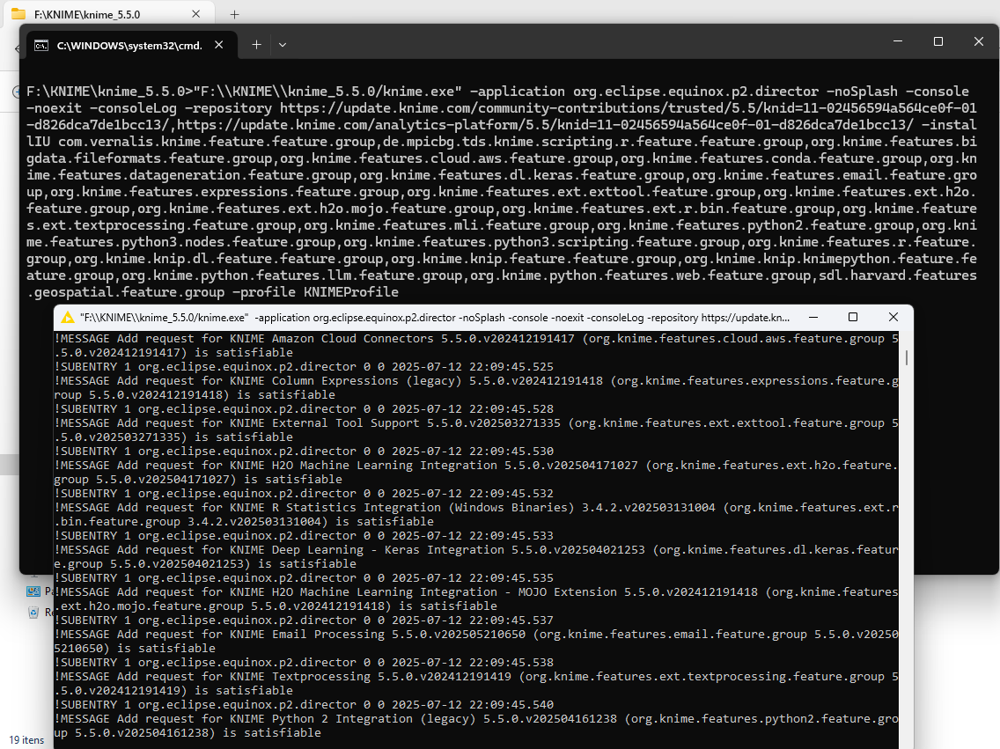 F:\KNIME\knime_5.5.0
C:\WINDOWS\system32\cmd.
F:\KNIME\knime_5.5.0>"F:\\KNIME\\knime_5.5.0/knime.exe" -application org.eclipse.equinox.p2.director -noSplash -console
-noexit -consoleLog -repository https://update.knime.com/community-contributions/trusted/5.5/knid=11-02456594a564ce0f-01
-d826dca7de1bcc13/,https://update.knime.com/analytics-platform/5.5/knid=11-02456594a564ce0f-01-d826dca7de1bcc13/ -instal
lIU com.vernalis.knime.feature.feature.group,de.mpicbg.tds.knime.scripting.r.feature.feature.group,org.knime.features.bi
gdata.fileformats.feature.group,org.knime.features.cloud.aws.feature.group,org.knime.features.conda.feature.group,org.kn
ime.features.datageneration.feature.group,org.knime.features.dl.keras.feature.group,org.knime.features.email.feature.gro
up,org.knime.features.expressions.feature.group,org.knime.features.ext.exttool.feature.group,org.knime.features.ext.h2o.
feature.group,org.knime.features.ext.h2o.mojo.feature.group,org.knime.features.ext.r.bin.feature.group,org.knime.feature
s.ext.textprocessing.feature.group,org.knime.features.mli.feature.group,org.knime.features.python2.feature.group,org.kni
me.features.python3.nodes.feature.group,org.knime.features.python3.scripting.feature.group,org.knime.features.r.feature.
group,org.knime.knip.dl.feature.feature.group,org.knime.knip.feature.feature.group,org.knime.knip.knimepython.feature.fe
ature.group,org.knime.python.features.llm.feature.group,org.knime.python.features.web.feature.group,sdl.harvard.features
.geospatial.feature.group -profile KNIMEProfile
"F:\\KNIME\\knime_5.5.0/knime.exe" -application org.eclipse.equinox.p2.director -noSplash -console -noexit -consoleLog -repository https://update.kn...
!MESSAGE Add request for KNIME Amazon Cloud Connectors 5.5.0.v202412191417 (org.knime.features.cloud.aws.feature.group 5
.5.0.v202412191417) is satisfiable
!SUBENTRY 1 org.eclipse.equinox.p2.director 0 0 2025-07-12 22:09:45.525
!MESSAGE Add request for KNIME Column Expressions (legacy) 5.5.0.v202412191418 (org.knime.features.expressions.feature.g
roup 5.5.0.v202412191418) is satisfiable
!SUBENTRY 1 org.eclipse.equinox.p2.director 0 0 2025-07-12 22:09:45.528
!MESSAGE Add request for KNIME External Tool Support 5.5.0.v202503271335 (org.knime.features.ext.exttool.feature.group 5
.5.0.v202503271335) is satisfiable
!SUBENTRY 1 org.eclipse.equinox.p2.director 0 0 2025-07-12 22:09:45.530
!MESSAGE Add request for KNIME H2O Machine Learning Integration 5.5.0.v202504171027 (org.knime.features.ext.h2o.feature.
group 5.5.0.v202504171027) is satisfiable
!SUBENTRY 1 org.eclipse.equinox.p2.director 0 0 2025-07-12 22:09:45.532
!MESSAGE Add request for KNIME R Statistics Integration (Windows Binaries) 3.4.2.v202503131004 (org.knime.features.ext.r
.bin.feature.group 3.4.2.v202503131004) is satisfiable
!SUBENTRY 1 org.eclipse.equinox.p2.director 0 0 2025-07-12 22:09:45.533
!MESSAGE Add request for KNIME Deep Learning - Keras Integration 5.5.0.v202504021253 (org.knime.features.dl.keras.featur
e.group 5.5.0.v202504021253) is satisfiable
!SUBENTRY 1 org.eclipse.equinox.p2.director 0 0 2025-07-12 22:09:45.535
!MESSAGE Add request for KNIME H2O Machine Learning Integration - MOJO Extension 5.5.0.v202412191418 (org.knime.features
.ext.h2o.mojo.feature.group 5.5.0.v202412191418) is satisfiable
!SUBENTRY 1 org.eclipse.equinox.p2.director 0 0 2025-07-12 22:09:45.537
!MESSAGE Add request for KNIME Email Processing 5.5.0.v202505210650 (org.knime.features.email.feature.group 5.5.0.v20250
5210650) is satisfiable
!SUBENTRY 1 org.eclipse.equinox.p2.director 0 0 2025-07-12 22:09:45.538
!MESSAGE Add request for KNIME Textprocessing 5.5.0.v202412191419 (org.knime.features.ext.textprocessing.feature.group 5
.5.0.v202412191419) is satisfiable
!SUBENTRY 1 org.eclipse.equinox.p2.director 0 0 2025-07-12 22:09:45.540
!MESSAGE Add request for KNIME Python 2 Integration (legacy) 5.5.0.v202504161238 (org.knime.features.python2.feature.gro
up 5.5.0.v202504161238) is satisfiable
19 itens